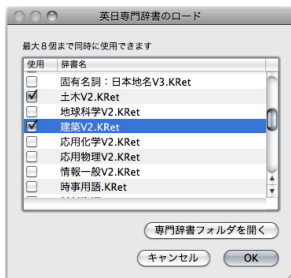 英日専門辞書のロード
最大8個まで同時に使用できます
使用 辞書名
固有名詞：日本地名V3.KRet
土木V2.KRet
地球科学V2.KRet
建築V2.KRet
応用化学V2.KRet
応用物理V2.KRet
情報一般V2.KRet
時事用語.KRet
専門辞書フォルダを開く
キャンセル OK